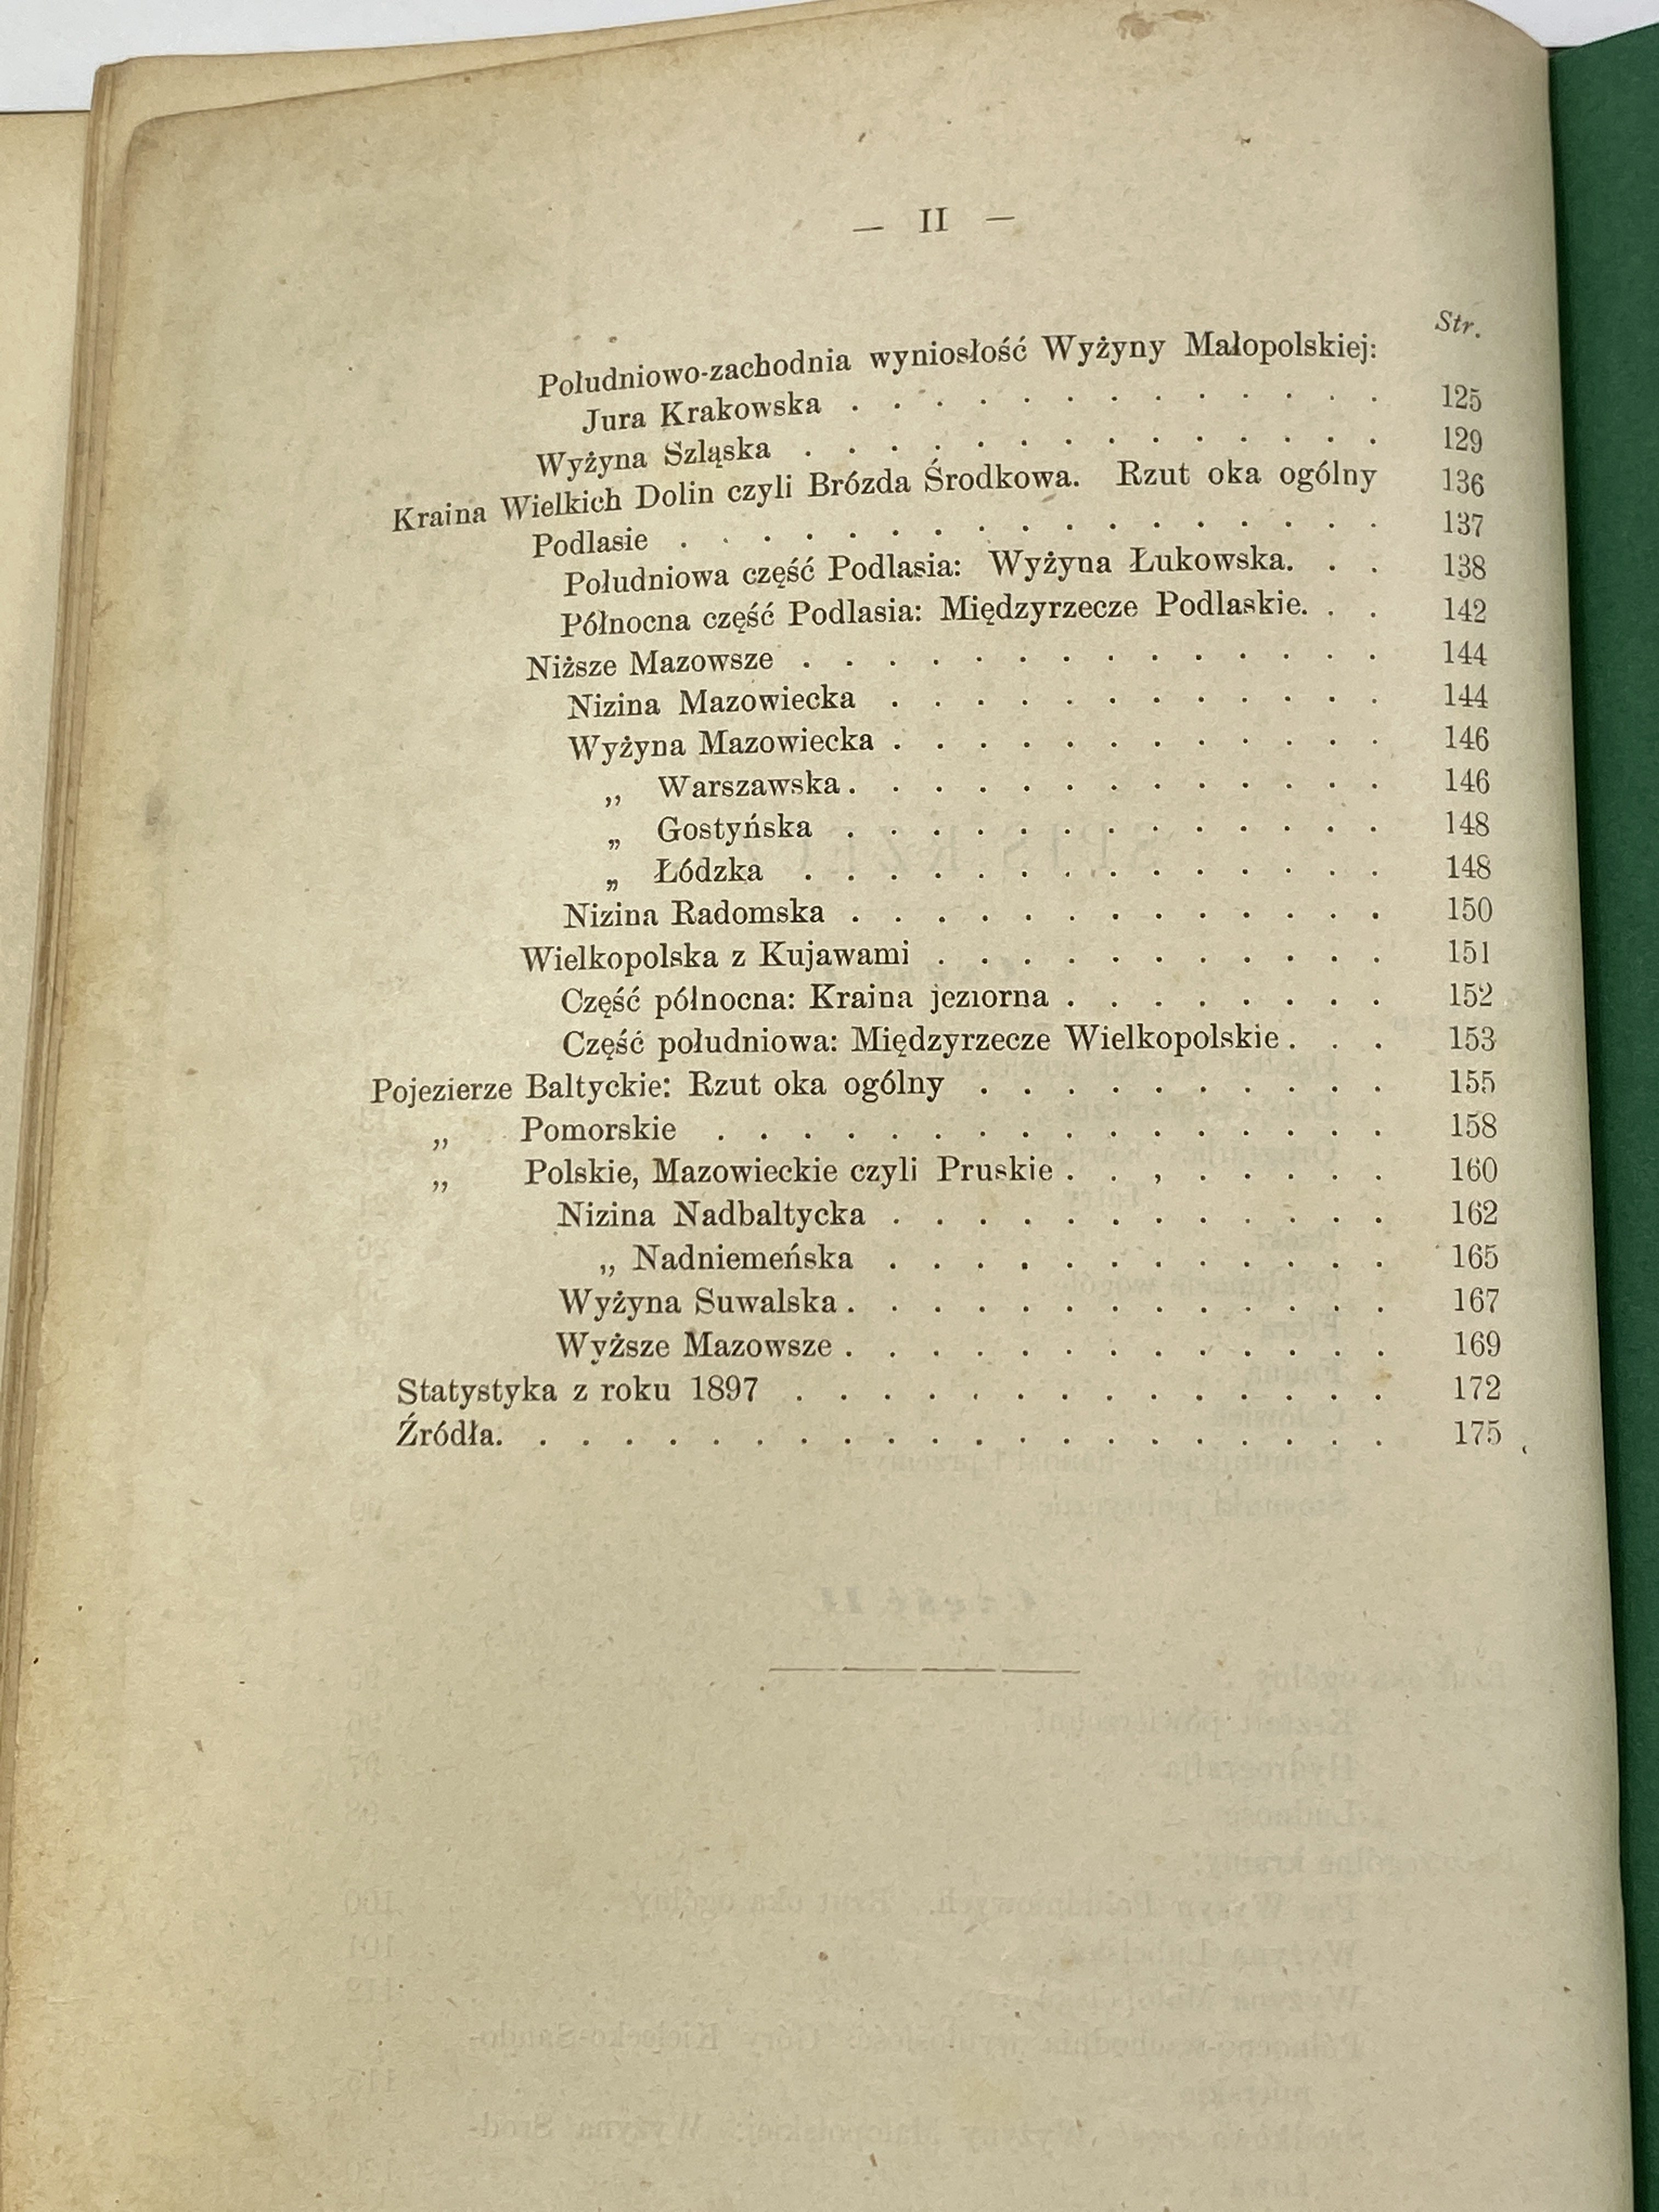 — II —
Str.
Południowo-zachodnia wyniosłość Wyżyny Małopolskiej:
Jura Krakowska . . . . . . . . . . . . . 125
Wyżyna Szląska . . . . . . . . . . . . . . 129
Kraina Wielkich Dolin czyli Brózda Środkowa. Rzut oka ogólny 136
Podlasie . . . . . . . . . . . . . . . . . 137
Południowa część Podlasia: Wyżyna Łukowska. . . 138
Północna część Podlasia: Międzyrzecze Podlaskie. . . 142
Niższe Mazowsze . . . . . . . . . . . . . . 144
Nizina Mazowiecka . . . . . . . . . . . . 144
Wyżyna Mazowiecka . . . . . . . . . . . . 146
„ Warszawska . . . . . . . . . . . . . 146
„ Gostyńska . . . . . . . . . . . . . 148
„ Łódzka . . . . . . . . . . . . . . 148
Nizina Radomska . . . . . . . . . . . . . 150
Wielkopolska z Kujawami . . . . . . . . . . . 151
Część północna: Kraina jeziorna . . . . . . . . 152
Część południowa: Międzyrzecze Wielkopolskie . . . 153
Pojezierze Baltyckie: Rzut oka ogólny . . . . . . . . . . 155
„ Pomorskie . . . . . . . . . . . . . . . . 158
„ Polskie, Mazowieckie czyli Pruskie . . , . . . . . 160
Nizina Nadbaltycka . . . . . . . . . . . . 162
„ Nadniemeńska . . . . . . . . . . . . 165
Wyżyna Suwalska . . . . . . . . . . . . . 167
Wyższe Mazowsze . . . . . . . . . . . . . 169
Statystyka z roku 1897 . . . . . . . . . . . . . . 172
Źródła. . . . . . . . . . . . . . . . . . . . . 175